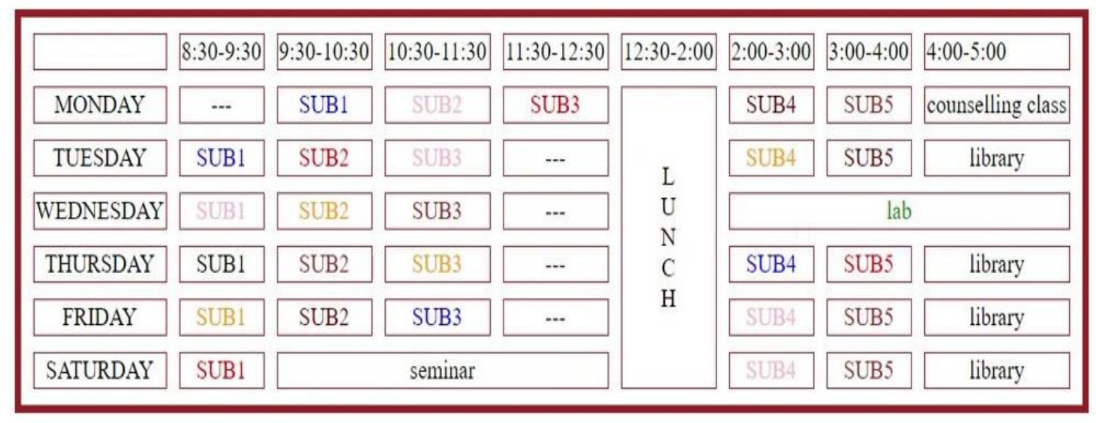 8:30-9:30 9:30-10:30 10:30-11:30 11:30-12:30 12:30-2:00 2:00-3:00 3:00-4:00 4:00-5:00
MONDAY --- SUB1 SUB2 SUB3 LUNCH SUB4 SUB5 counselling class
TUESDAY SUB1 SUB2 SUB3 --- SUB4 SUB5 library
WEDNESDAY SUB1 SUB2 SUB3 --- lab
THURSDAY SUB1 SUB2 SUB3 --- SUB4 SUB5 library
FRIDAY SUB1 SUB2 SUB3 --- SUB4 SUB5 library
SATURDAY SUB1 seminar SUB4 SUB5 library